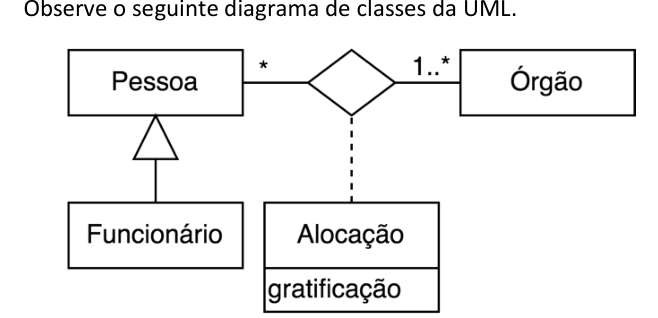 Observe o seguinte diagrama de classes da UML.
Pessoa
*
1..*
Órgão
Funcionário
Alocação
gratificação